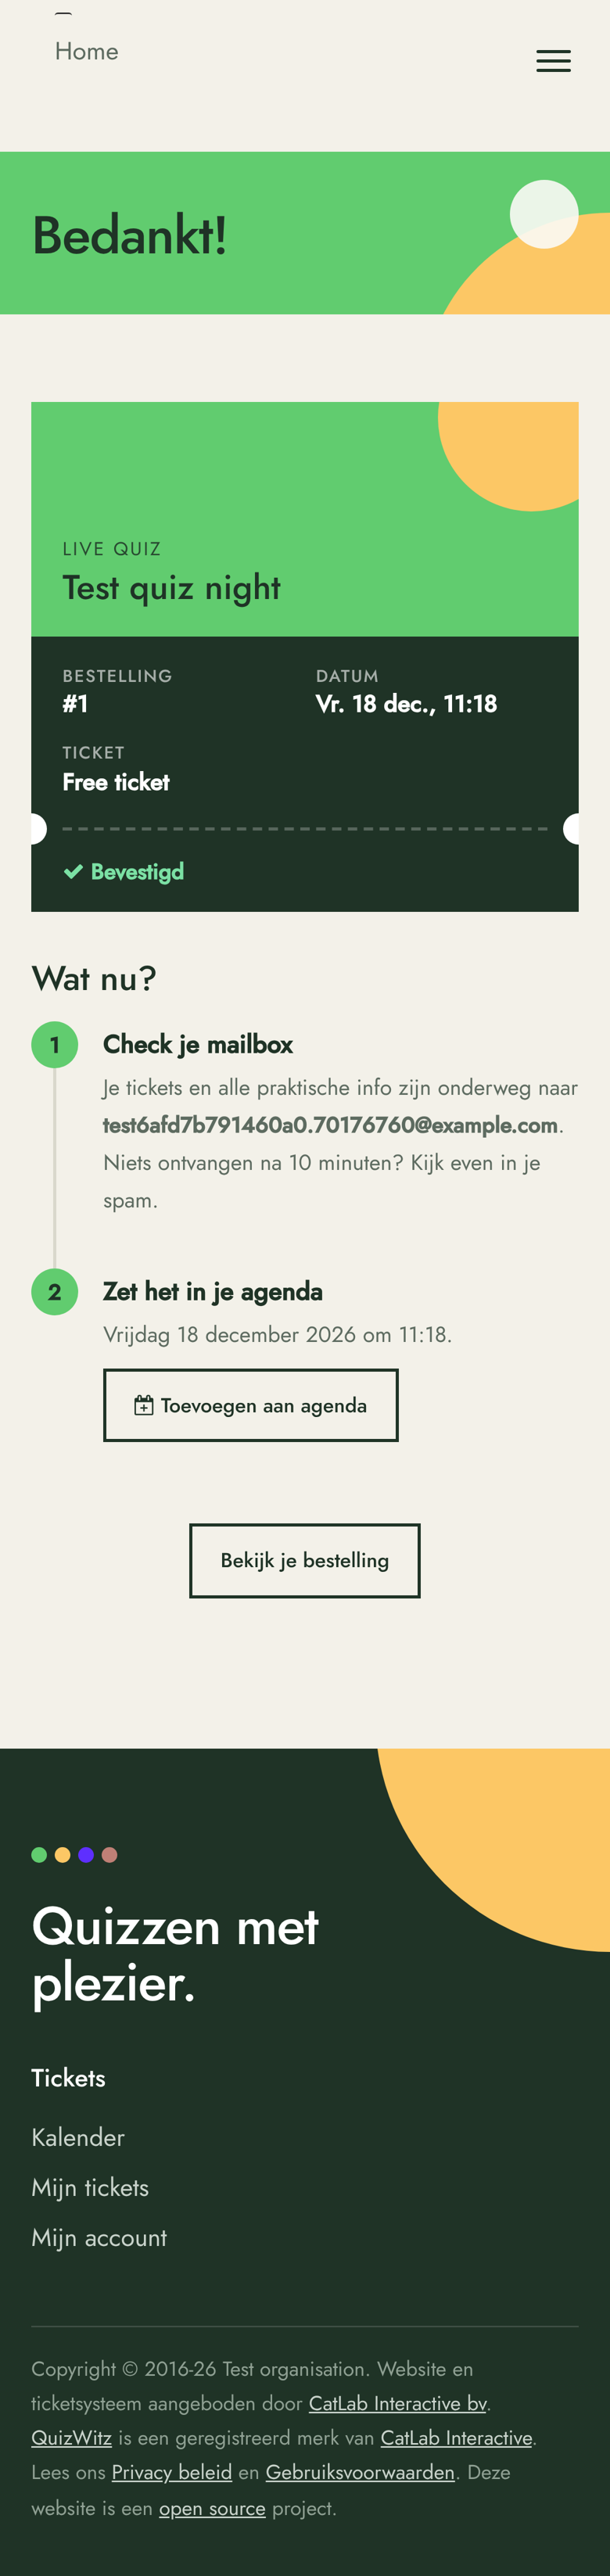 Home
Bedankt!
LIVE QUIZ
Test quiz night
BESTELLING
#1
DATUM
Vr. 18 dec., 11:18
TICKET
Free ticket
Bevestigd
Wat nu?
1
Check je mailbox
Je tickets en alle praktische info zijn onderweg naar
test6afd7b791460a0.70176760@example.com.
Niets ontvangen na 10 minuten? Kijk even in je
spam.
2
Zet het in je agenda
Vrijdag 18 december 2026 om 11:18.
Toevoegen aan agenda
Bekijk je bestelling
Quizzen met
plezier.
Tickets
Kalender
Mijn tickets
Mijn account
Copyright © 2016-26 Test organisation. Website en
ticketsysteem aangeboden door CatLab Interactive bv.
QuizWitz is een geregistreerd merk van CatLab Interactive.
Lees ons Privacy beleid en Gebruiksvoorwaarden. Deze
website is een open source project.